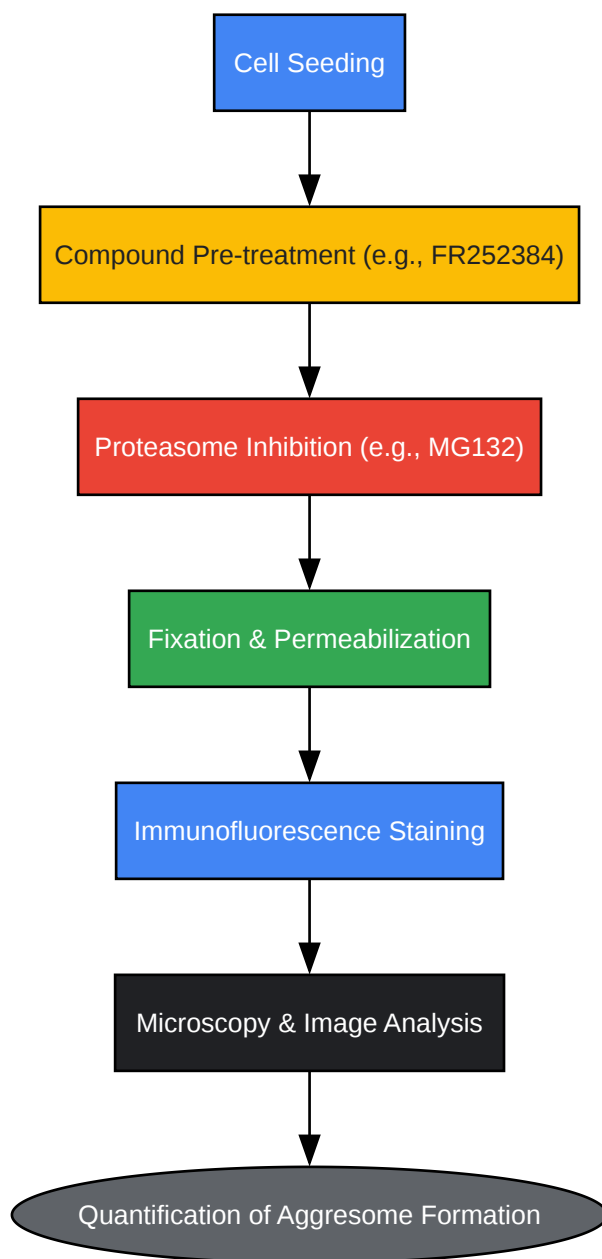 Cell Seeding
Compound Pre-treatment (e.g., FR252384)
Proteasome Inhibition (e.g., MG132)
Fixation & Permeabilization
Immunofluorescence Staining
Microscopy & Image Analysis
Quantification of Aggresome Formation